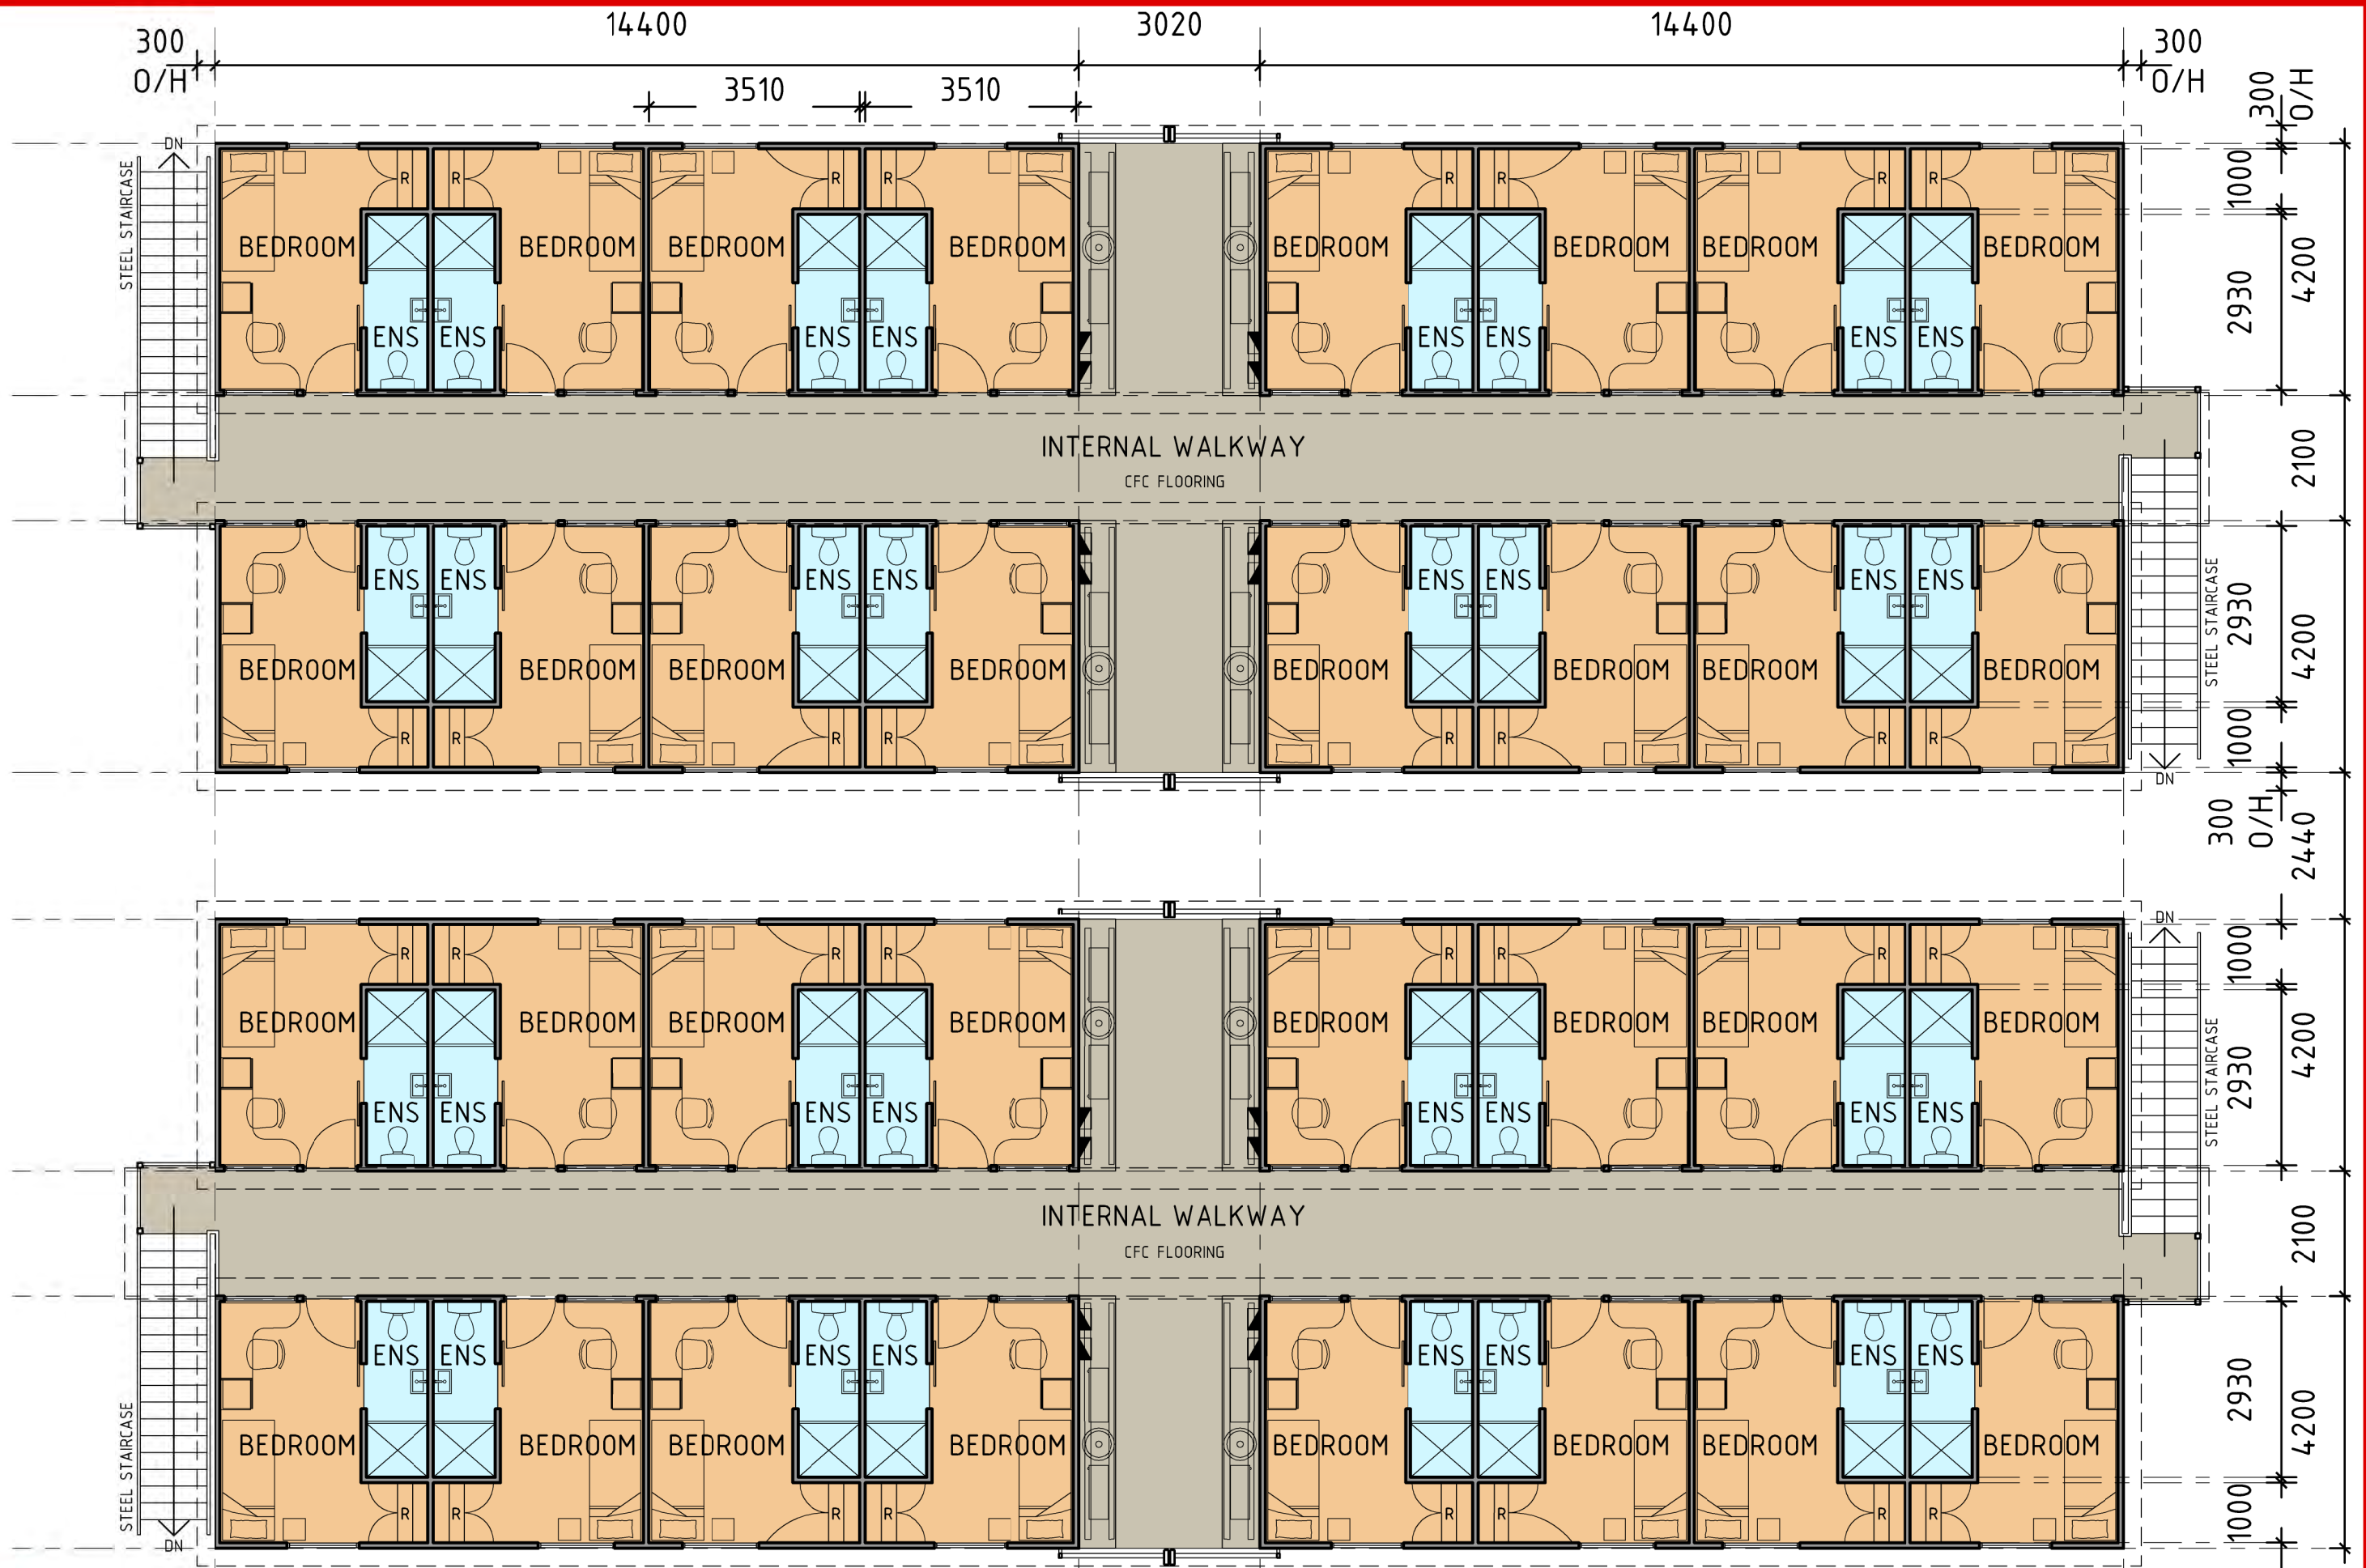 14400 3020 14400
300 O/H 300 O/H
3510 3510
300 O/H
DN
STEEL STAIRCASE
R R R R R R R R
1000
BEDROOM BEDROOM BEDROOM BEDROOM BEDROOM BEDROOM BEDROOM BEDROOM
4200
2930
ENS ENS ENS ENS ENS ENS ENS ENS
INTERNAL WALKWAY
2100
CFC FLOORING
ENS ENS ENS ENS ENS ENS ENS ENS
STEEL STAIRCASE
2930
4200
BEDROOM BEDROOM BEDROOM BEDROOM BEDROOM BEDROOM BEDROOM BEDROOM
R R R R R R R R
1000
DN
300 O/H
2440
DN
R R R R R R R R
1000
BEDROOM BEDROOM BEDROOM BEDROOM BEDROOM BEDROOM BEDROOM BEDROOM
4200
STEEL STAIRCASE
2930
ENS ENS ENS ENS ENS ENS ENS ENS
INTERNAL WALKWAY
2100
CFC FLOORING
ENS ENS ENS ENS ENS ENS ENS ENS
2930
4200
BEDROOM BEDROOM BEDROOM BEDROOM BEDROOM BEDROOM BEDROOM BEDROOM
STEEL STAIRCASE
R R R R R R R R
1000
DN